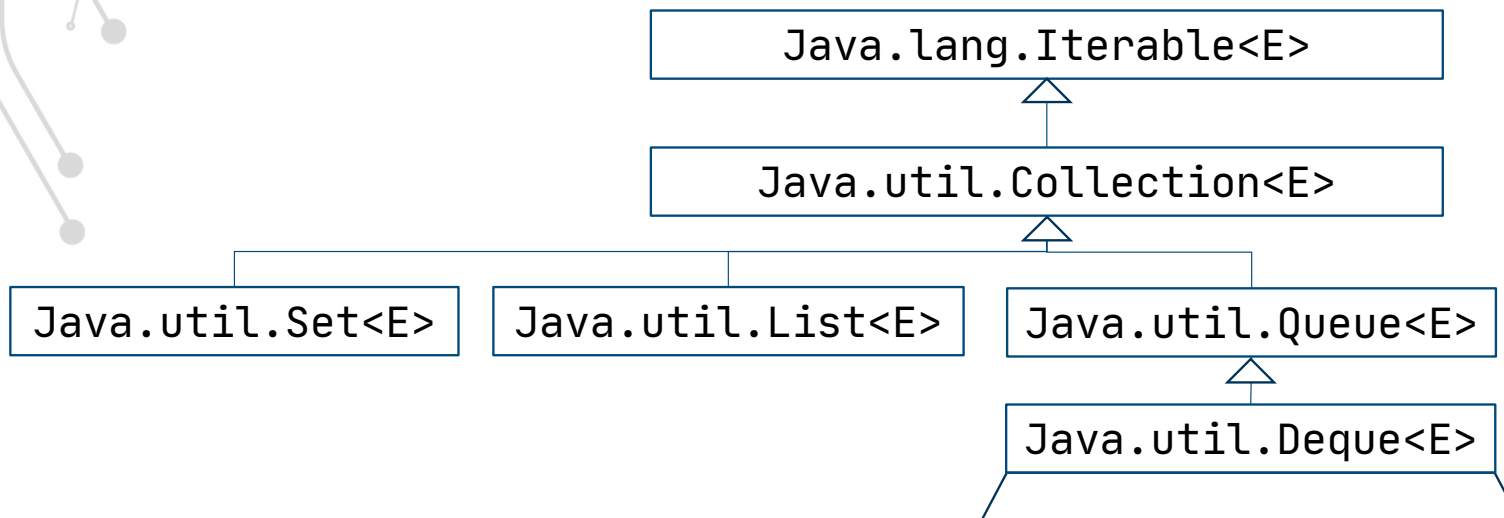 Java.lang.Iterable<E>
Java.util.Collection<E>
Java.util.Set<E>
Java.util.List<E>
Java.util.Queue<E>
Java.util.Deque<E>